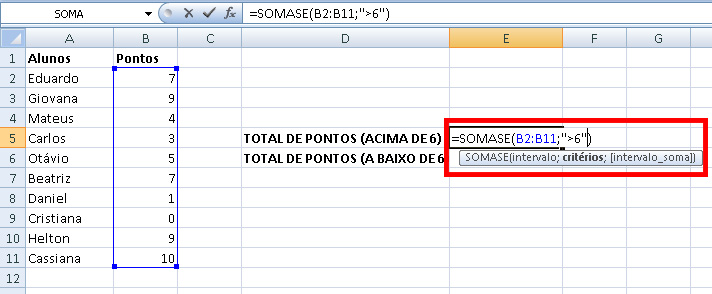 SOMA =SOMASE(B2:B11;">6")
A B C D E F G
1 Alunos Pontos
2 Eduardo 7
3 Giovana 9
4 Mateus 4
5 Carlos 3 TOTAL DE PONTOS (ACIMA DE 6) =SOMASE(B2:B11;">6")
6 Otávio 5 TOTAL DE PONTOS (A BAIXO DE 6 SOMASE(intervalo; critérios; [intervalo_soma])
7 Beatriz 7
8 Daniel 1
9 Cristiana 0
10 Helton 9
11 Cassiana 10
12